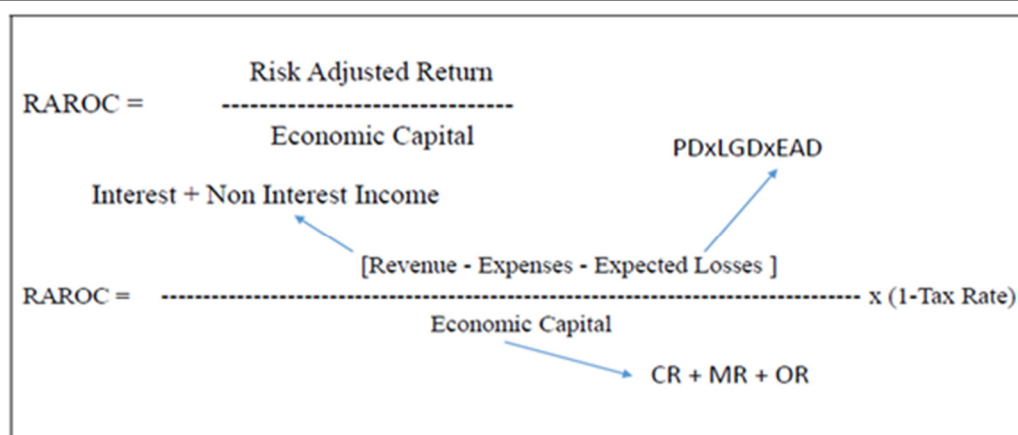 Risk Adjusted Return
RAROC = -------------------------------
Economic Capital
PDxLGDxEAD
Interest + Non Interest Income
[Revenue - Expenses - Expected Losses ]
RAROC = -------------------------------------------------------------------------------------- x (1-Tax Rate)
Economic Capital
CR + MR + OR